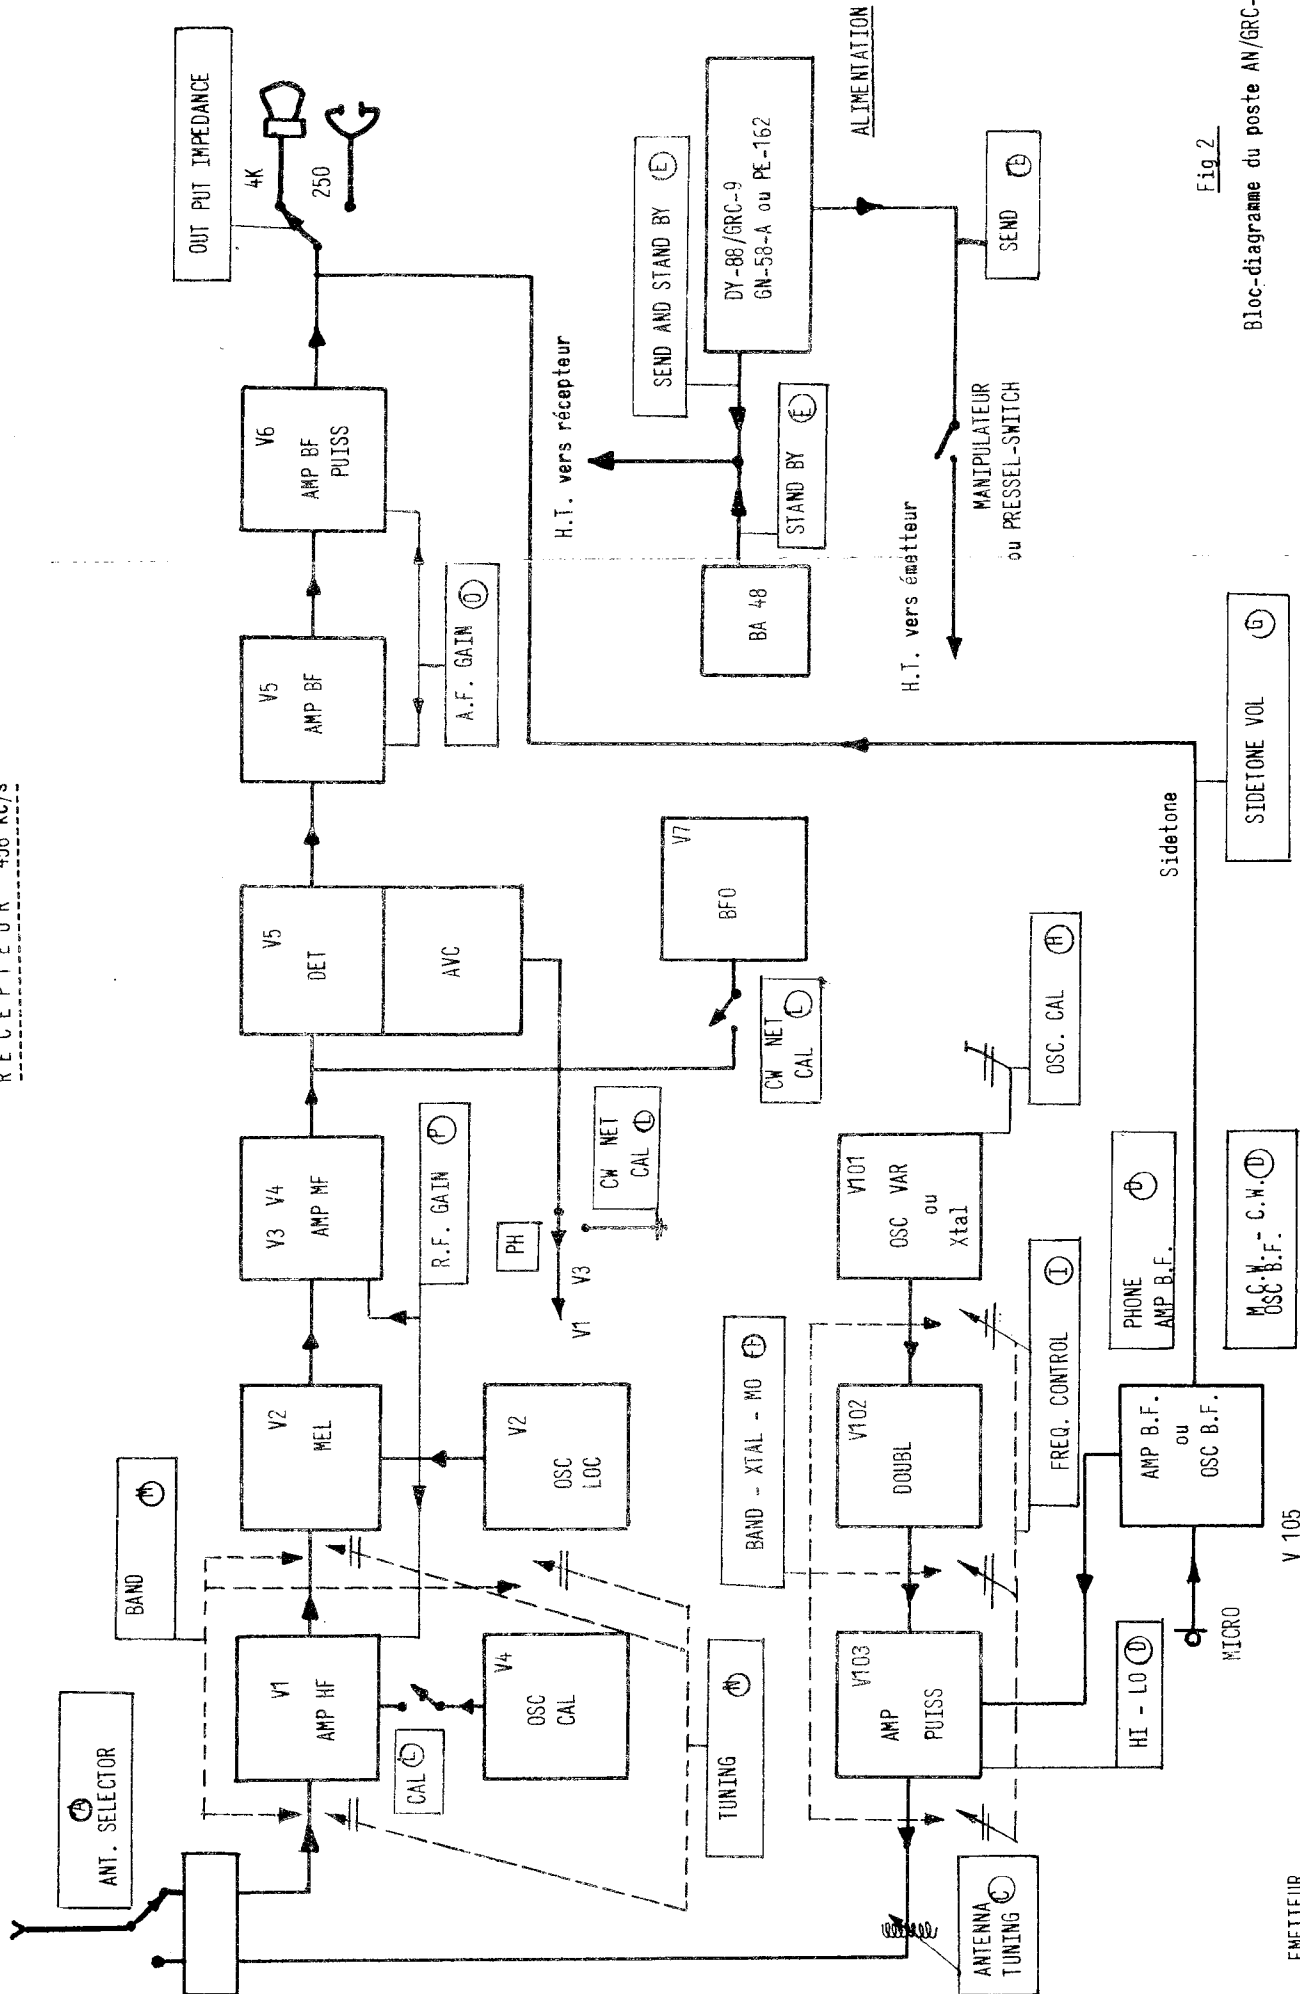 RECEPTEUR 456 Kc/s
OUT PUT IMPEDANCE
4K
250
V6
AMP BF
PUISS
V5
AMP BF
A.F. GAIN O
V5
DET
AVC
V7
BFO
CW NET
CAL L
V3 V4
AMP MF
R.F. GAIN P
PH
CW NET
CAL L
V1 V3
V2
MEL
V2
OSC
LOC
BAND M
V1
AMP HF
V4
OSC
CAL
CAL L
TUNING N
A
ANT. SELECTOR
H.T. vers récepteur
SEND AND STAND BY E
DY-88/GRC-9
GN-58-A ou PE-162
ALIMENTATION
STAND BY E
BA 48
SEND E
MANIPULATEUR
ou PRESSEL-SWITCH
H.T. vers émetteur
Sidetone
SIDETONE VOL G
OSC. CAL H
V101
OSC VAR
ou
Xtal
BAND - XTAL - MO F
V102
DOUBL
FREQ. CONTROL I
PHONE D
AMP B.F.
M.C.W.- C.W. D
OSC B.F.
AMP B.F.
ou
OSC B.F.
V 105
MICRO
V103
AMP
PUISS
HI - LO D
ANTENNA
TUNING C
EMETTEUR
Fig 2
Bloc-diagramme du poste AN/GRC-